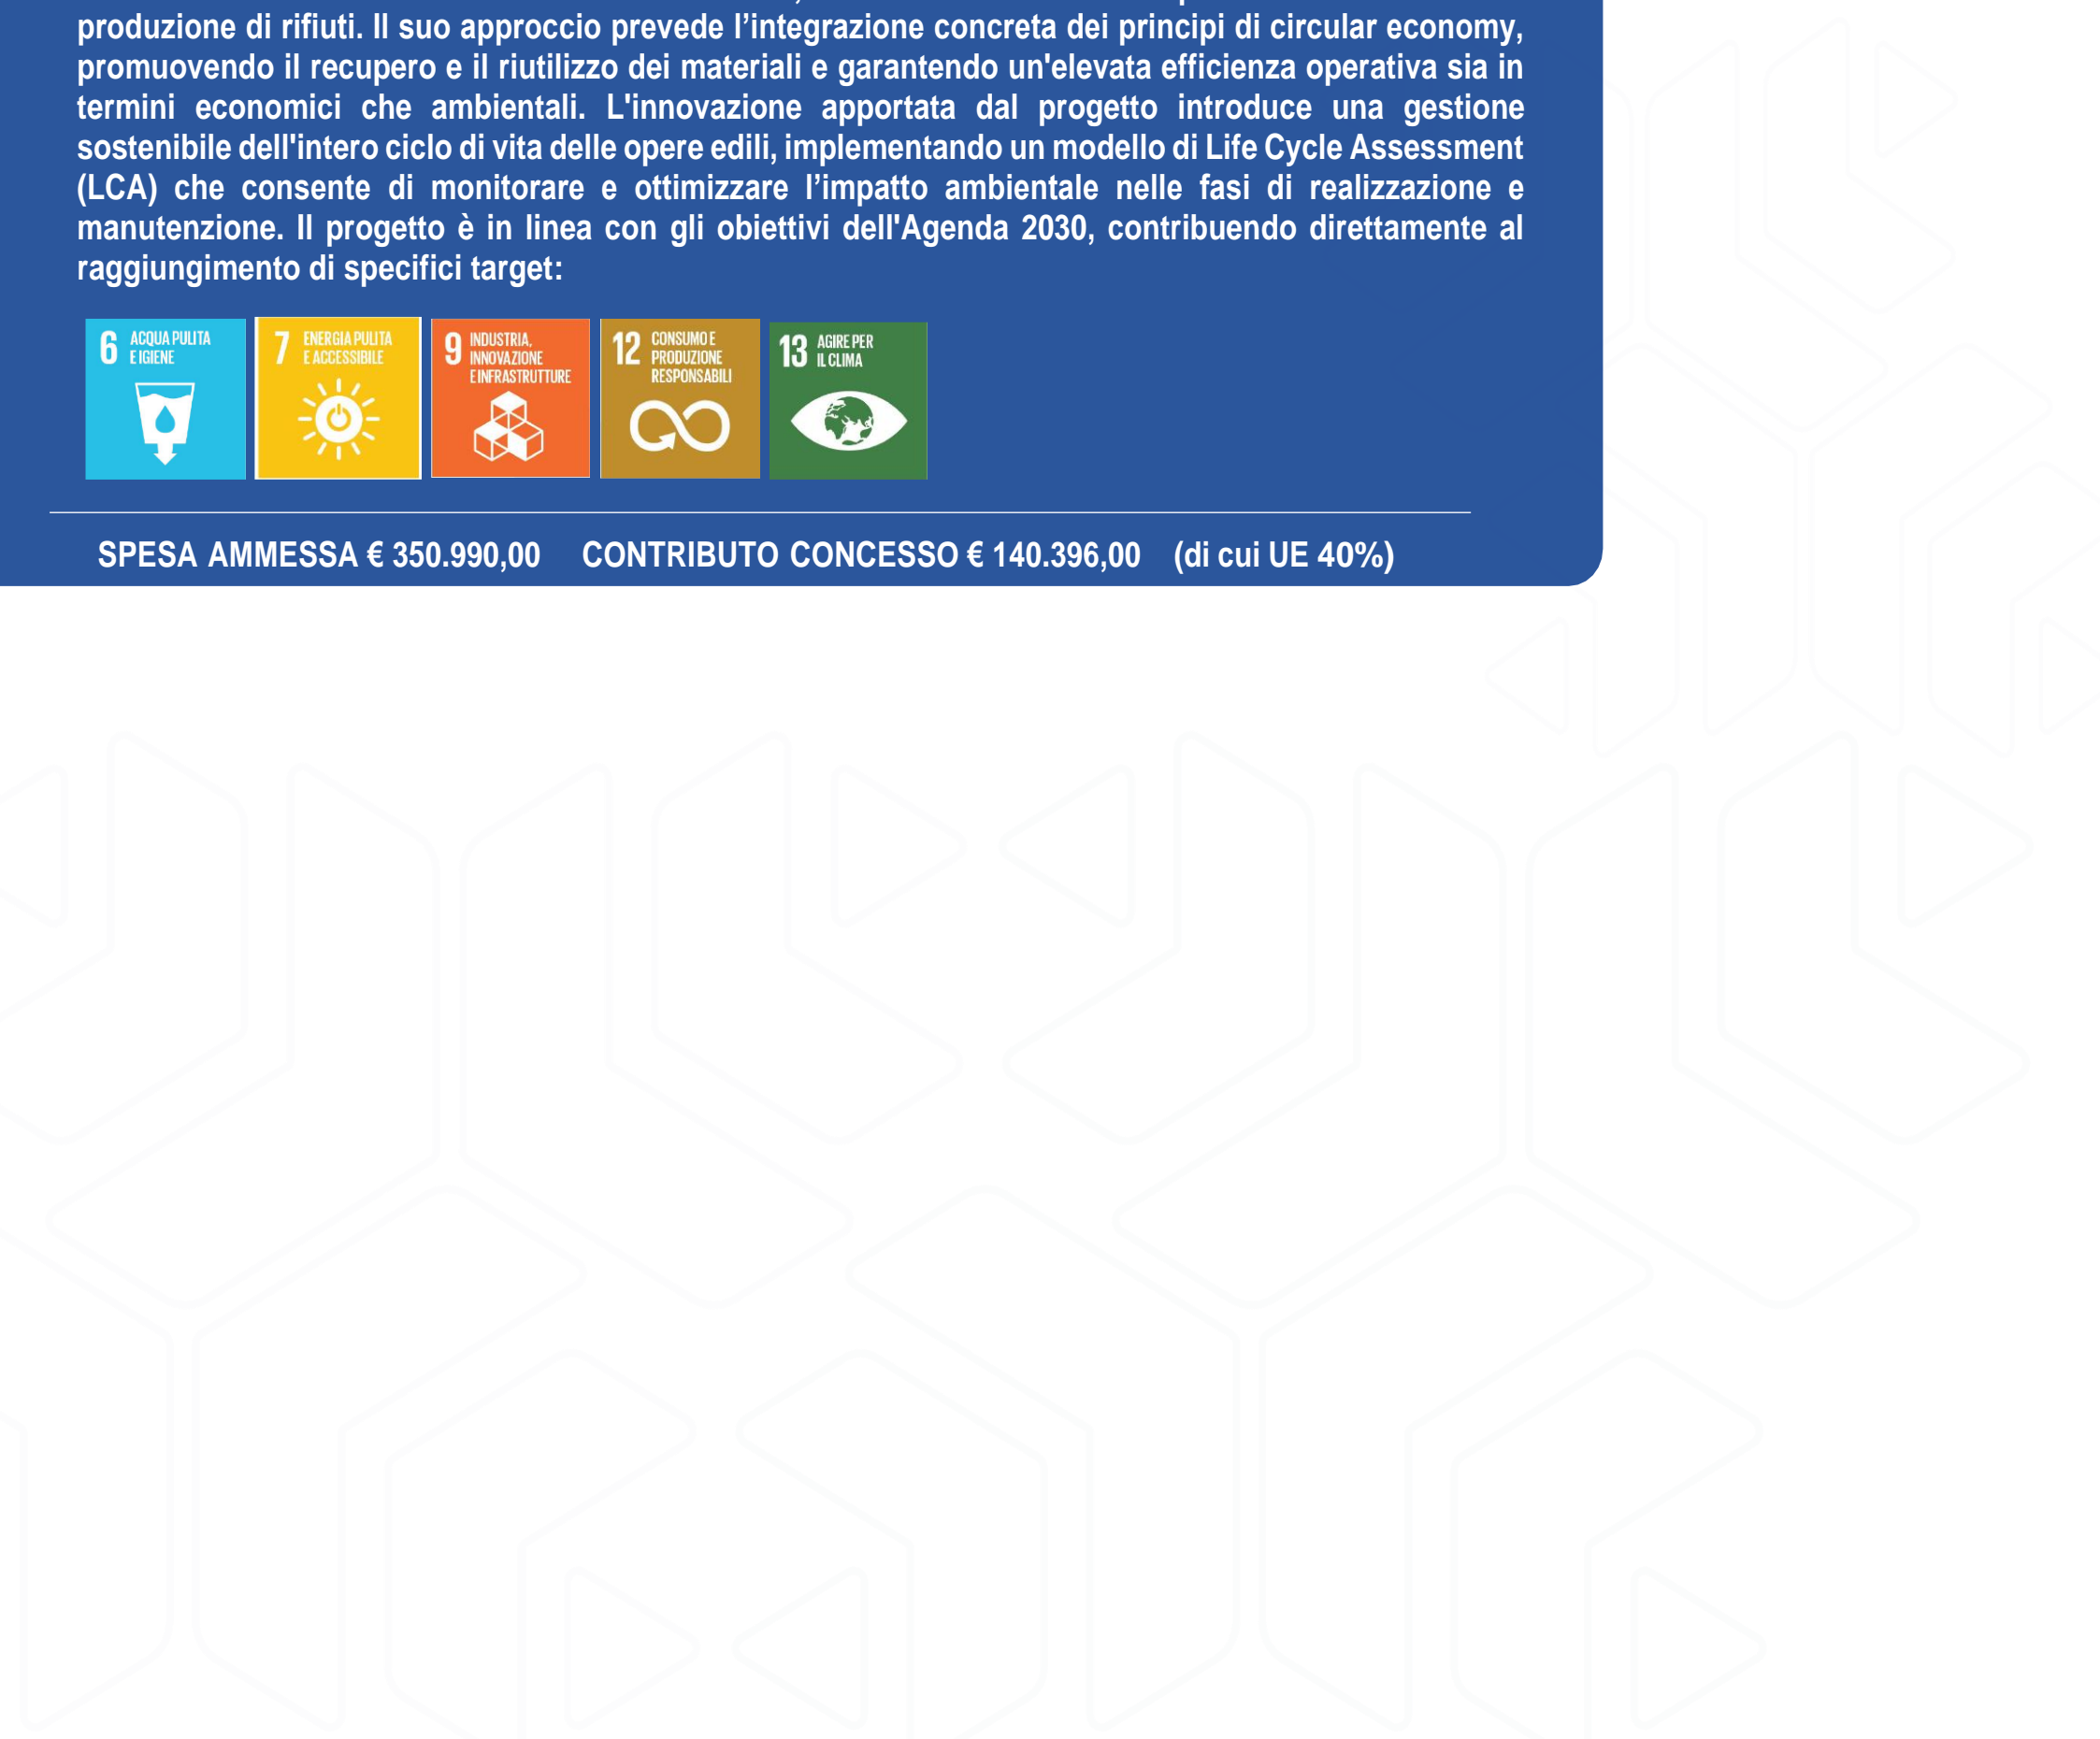 produzione di rifiuti. Il suo approccio prevede l’integrazione concreta dei principi di circular economy,
promuovendo il recupero e il riutilizzo dei materiali e garantendo un'elevata efficienza operativa sia in
termini economici che ambientali. L'innovazione apportata dal progetto introduce una gestione
sostenibile dell'intero ciclo di vita delle opere edili, implementando un modello di Life Cycle Assessment
(LCA) che consente di monitorare e ottimizzare l’impatto ambientale nelle fasi di realizzazione e
manutenzione. Il progetto è in linea con gli obiettivi dell'Agenda 2030, contribuendo direttamente al
raggiungimento di specifici target:
6 ACQUA PULITA
E IGIENE
7 ENERGIA PULITA
E ACCESSIBILE
9 INDUSTRIA,
INNOVAZIONE
E INFRASTRUTTURE
12 CONSUMO E
PRODUZIONE
RESPONSABILI
13 AGIRE PER
IL CLIMA
SPESA AMMESSA € 350.990,00 CONTRIBUTO CONCESSO € 140.396,00 (di cui UE 40%)